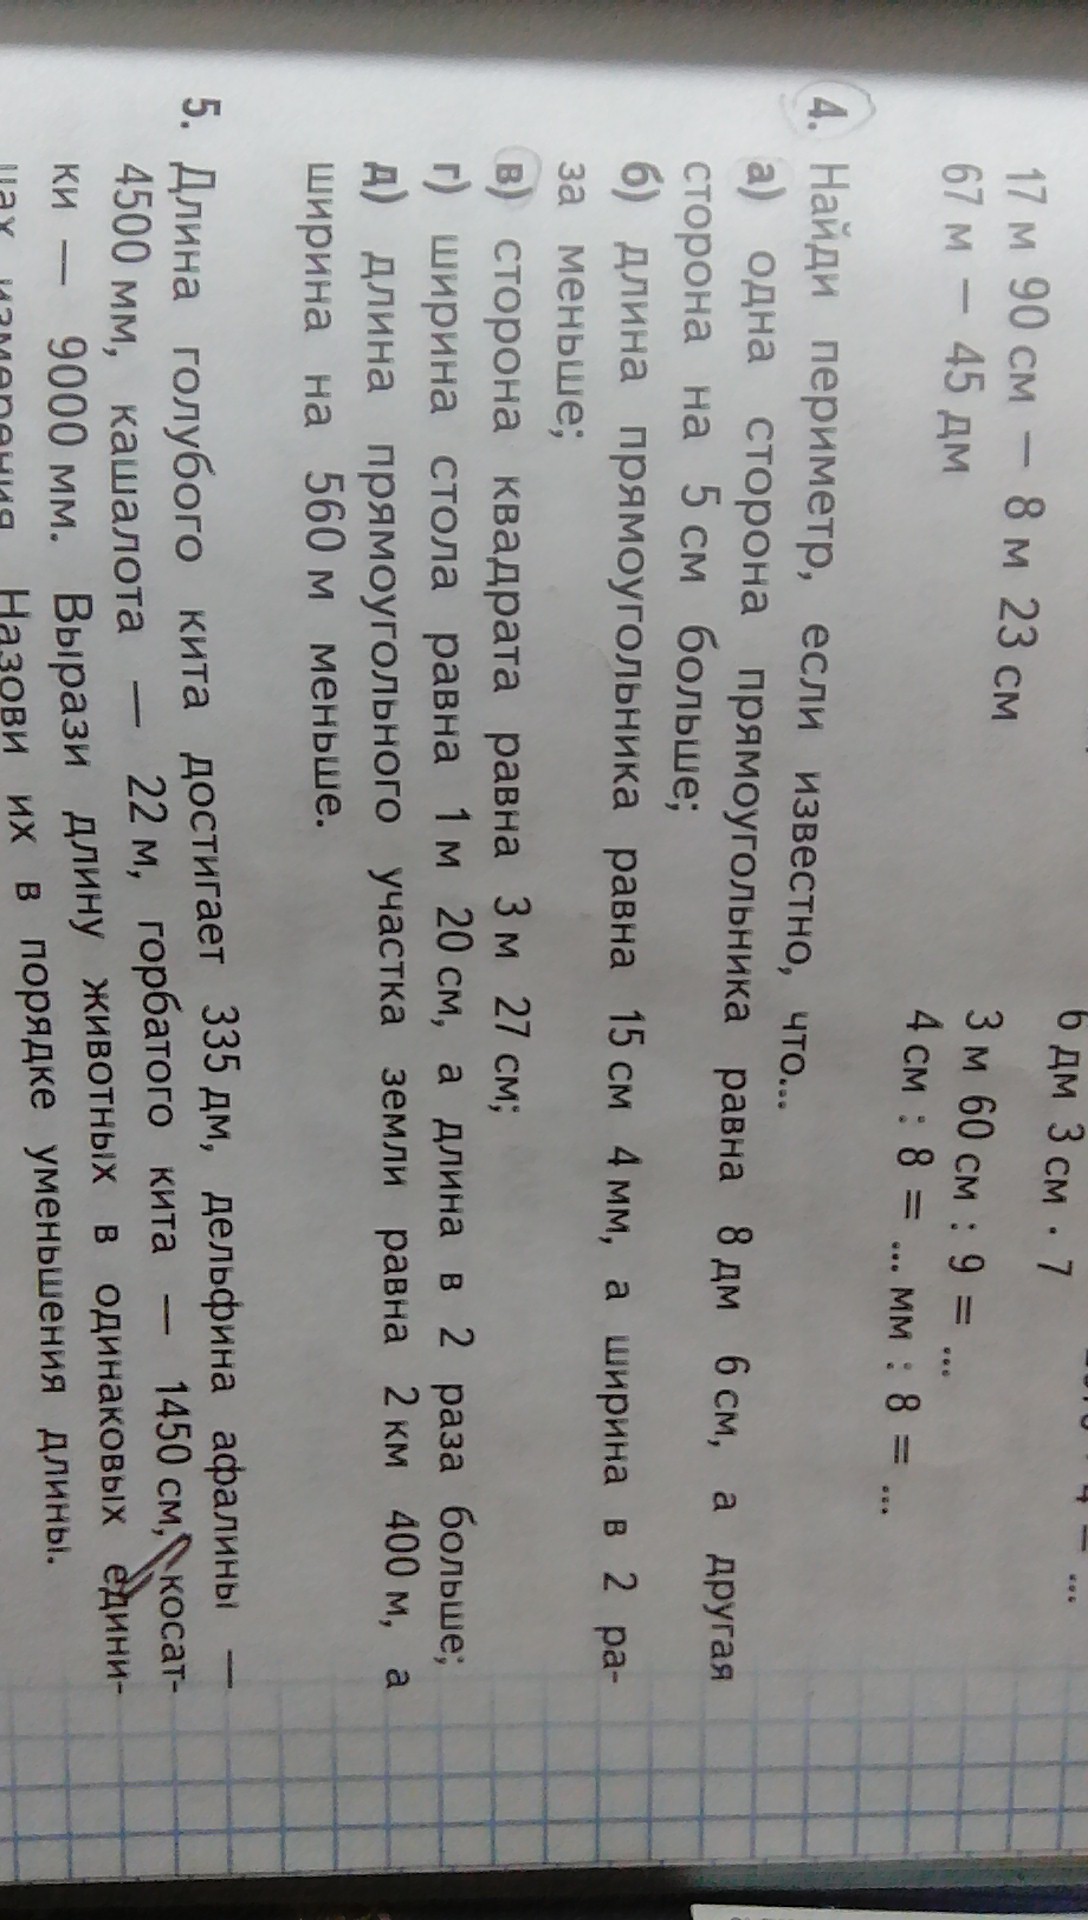 6 дм 3 см · 7
17 м 90 см − 8 м 23 см
3 м 60 см : 9 = ...
67 м − 45 дм
4 см : 8 = ... мм : 8 = ...
4. Найди периметр, если известно, что...
а) одна сторона прямоугольника равна 8 дм 6 см, а другая
сторона на 5 см больше;
б) длина прямоугольника равна 15 см 4 мм, а ширина в 2 ра-
за меньше;
в) сторона квадрата равна 3 м 27 см;
г) ширина стола равна 1 м 20 см, а длина в 2 раза больше;
д) длина прямоугольного участка земли равна 2 км 400 м, а
ширина на 560 м меньше.
5. Длина голубого кита достигает 335 дм, дельфина афалины —
4500 мм, кашалота — 22 м, горбатого кита — 1450 см, косат-
ки — 9000 мм. Вырази длину животных в одинаковых едини-
цах измерения. Назови их в порядке уменьшения длины.